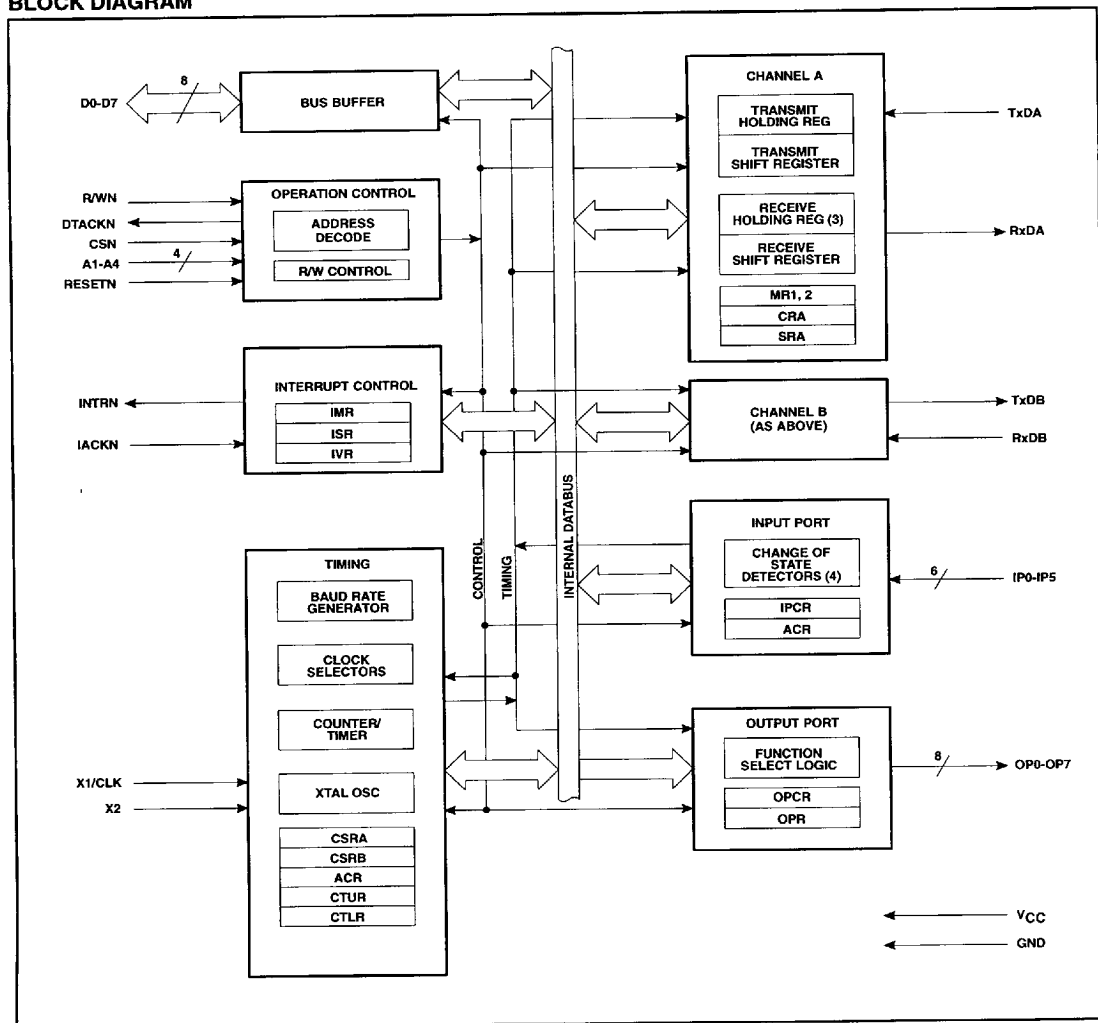 BLOCK DIAGRAM
D0-D7
8
BUS BUFFER
R/WN
DTACKN
CSN
A1-A4
4
RESETN
OPERATION CONTROL
ADDRESS
DECODE
R/W CONTROL
INTRN
IACKN
INTERRUPT CONTROL
IMR
ISR
IVR
TIMING
BAUD RATE
GENERATOR
CLOCK
SELECTORS
COUNTER/
TIMER
XTAL OSC
CSRA
CSRB
ACR
CTUR
CTLR
X1/CLK
X2
CONTROL
TIMING
INTERNAL DATABUS
CHANNEL A
TRANSMIT
HOLDING REG
TRANSMIT
SHIFT REGISTER
RECEIVE
HOLDING REG (3)
RECEIVE
SHIFT REGISTER
MR1, 2
CRA
SRA
TxDA
RxDA
CHANNEL B
(AS ABOVE)
TxDB
RxDB
INPUT PORT
CHANGE OF
STATE
DETECTORS (4)
IPCR
ACR
6
IP0-IP5
OUTPUT PORT
FUNCTION
SELECT LOGIC
OPCR
OPR
8
OP0-OP7
VCC
GND